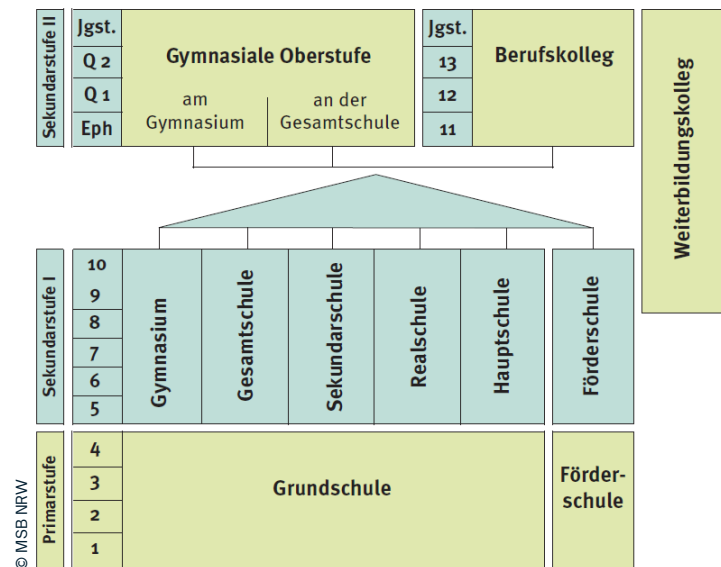 Sekundarstufe II
Jgst.
Q 2
Q 1
Eph
Gymnasiale Oberstufe
am
Gymnasium
an der
Gesamtschule
Jgst.
13
12
11
Berufskolleg
Weiterbildungskolleg
Sekundarstufe I
10
9
8
7
6
5
Gymnasium
Gesamtschule
Sekundarschule
Realschule
Hauptschule
Förderschule
Primarstufe
4
3
2
1
Grundschule
Förder-
schule
© MSB NRW